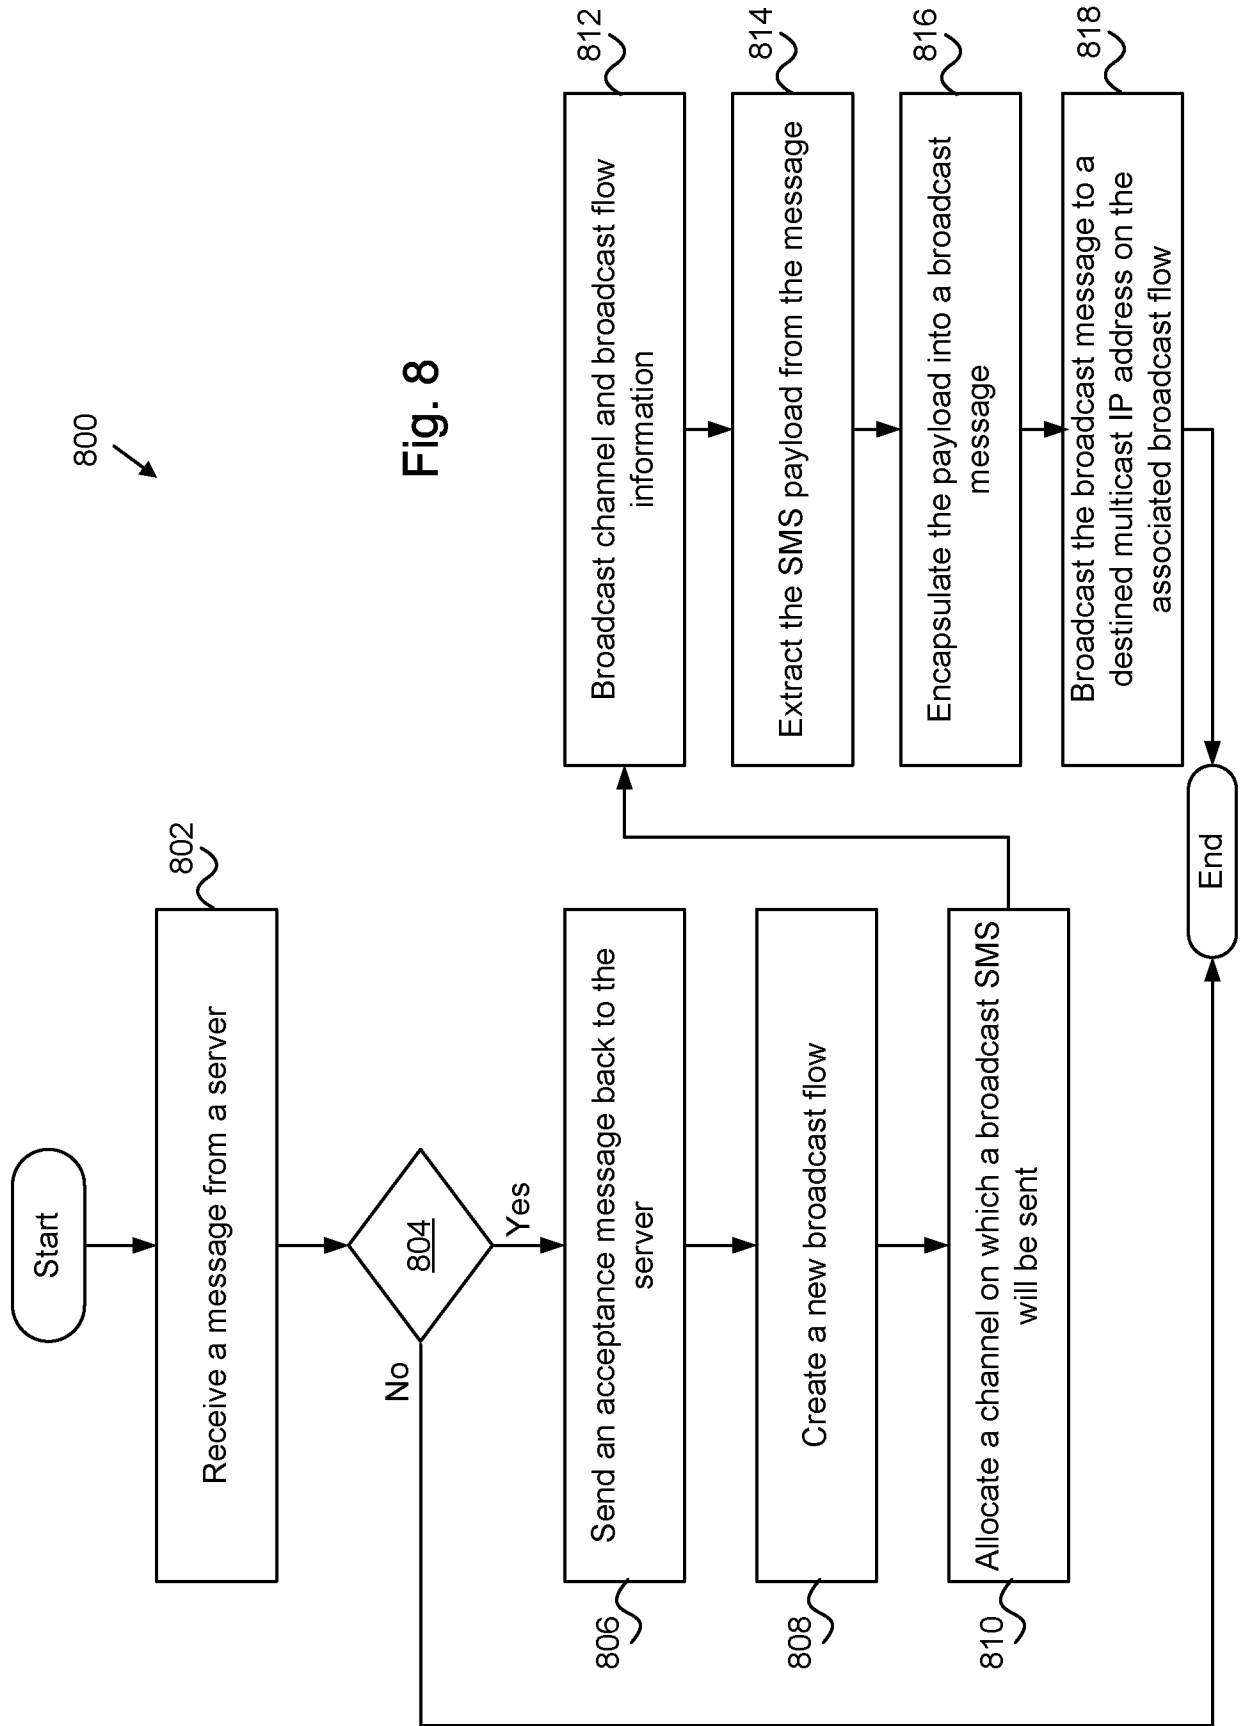 800
Start
Receive a message from a server
802
804
No
Yes
Send an acceptance message back to the
server
806
Create a new broadcast flow
808
Allocate a channel on which a broadcast SMS
will be sent
810
Fig. 8
Broadcast channel and broadcast flow
information
812
Extract the SMS payload from the message
814
Encapsulate the payload into a broadcast
message
816
Broadcast the broadcast message to a
destined multicast IP address on the
associated broadcast flow
818
End